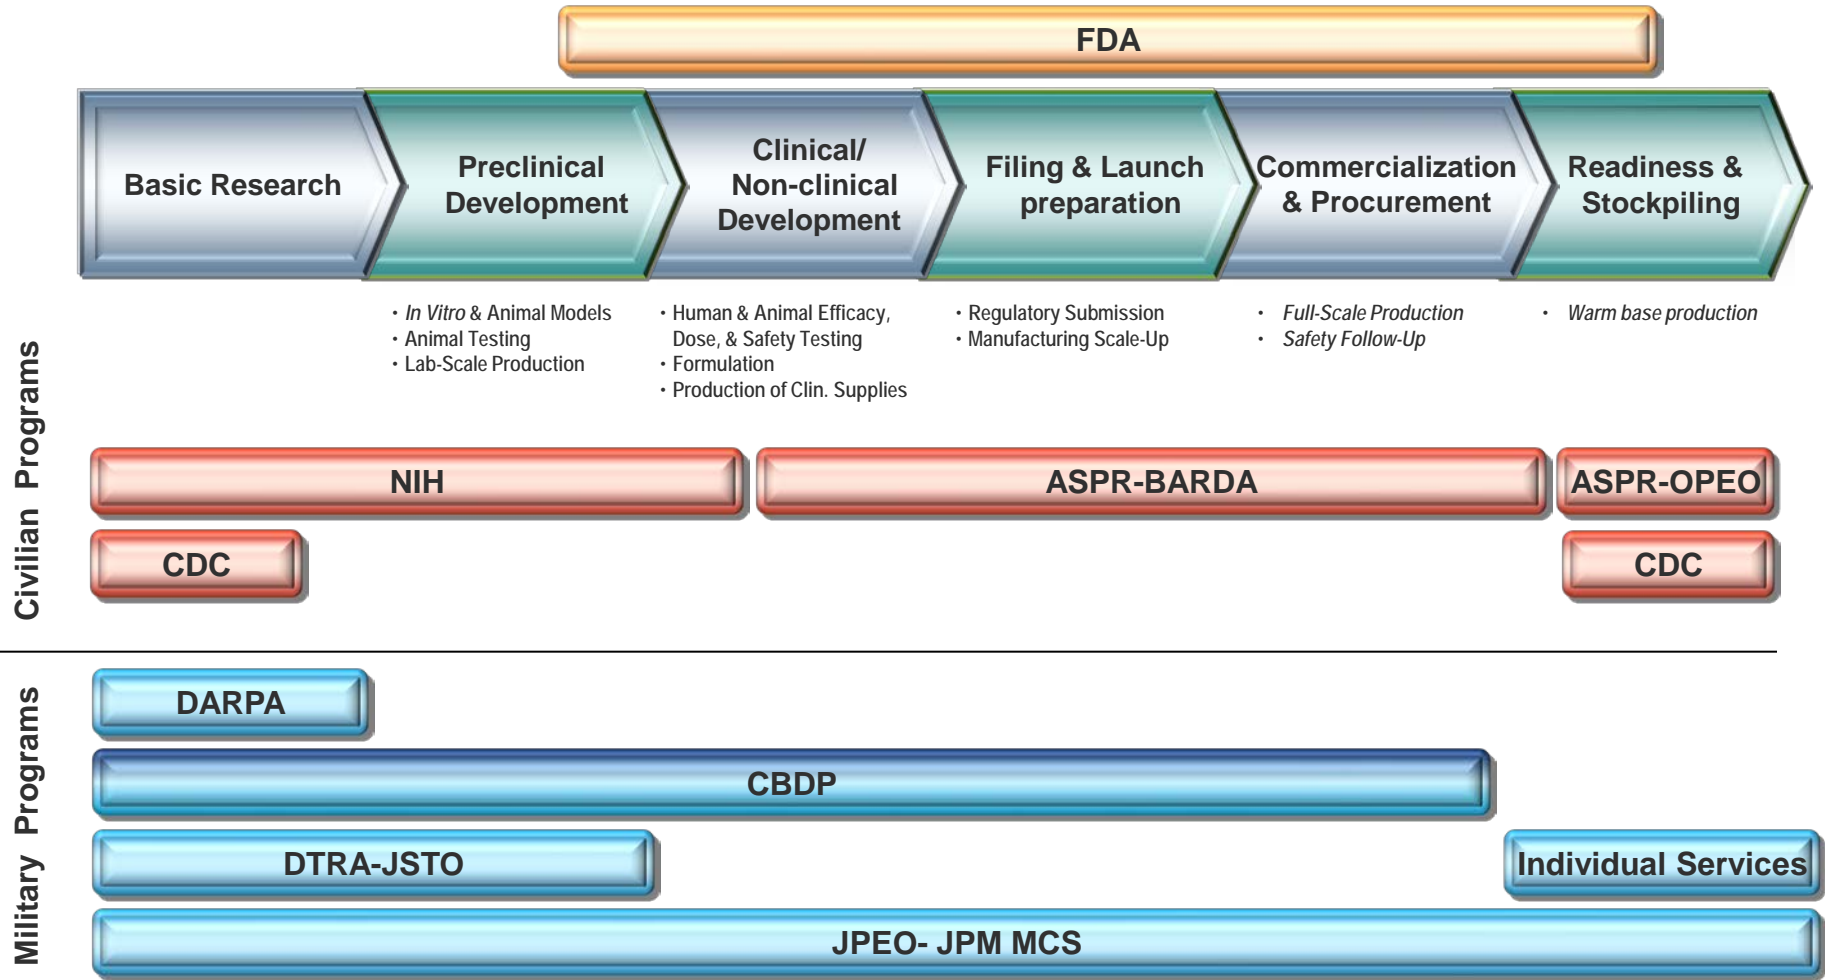 FDA
Basic Research
Preclinical
Development
Clinical/
Non-clinical
Development
Filing & Launch
preparation
Commercialization
& Procurement
Readiness &
Stockpiling
• In Vitro & Animal Models
• Animal Testing
• Lab-Scale Production
• Human & Animal Efficacy,
Dose, & Safety Testing
• Formulation
• Production of Clin. Supplies
• Regulatory Submission
• Manufacturing Scale-Up
• Full-Scale Production
• Safety Follow-Up
• Warm base production
Civilian Programs
NIH
ASPR-BARDA
ASPR-OPEO
CDC
CDC
Military Programs
DARPA
CBDP
DTRA-JSTO
Individual Services
JPEO- JPM MCS